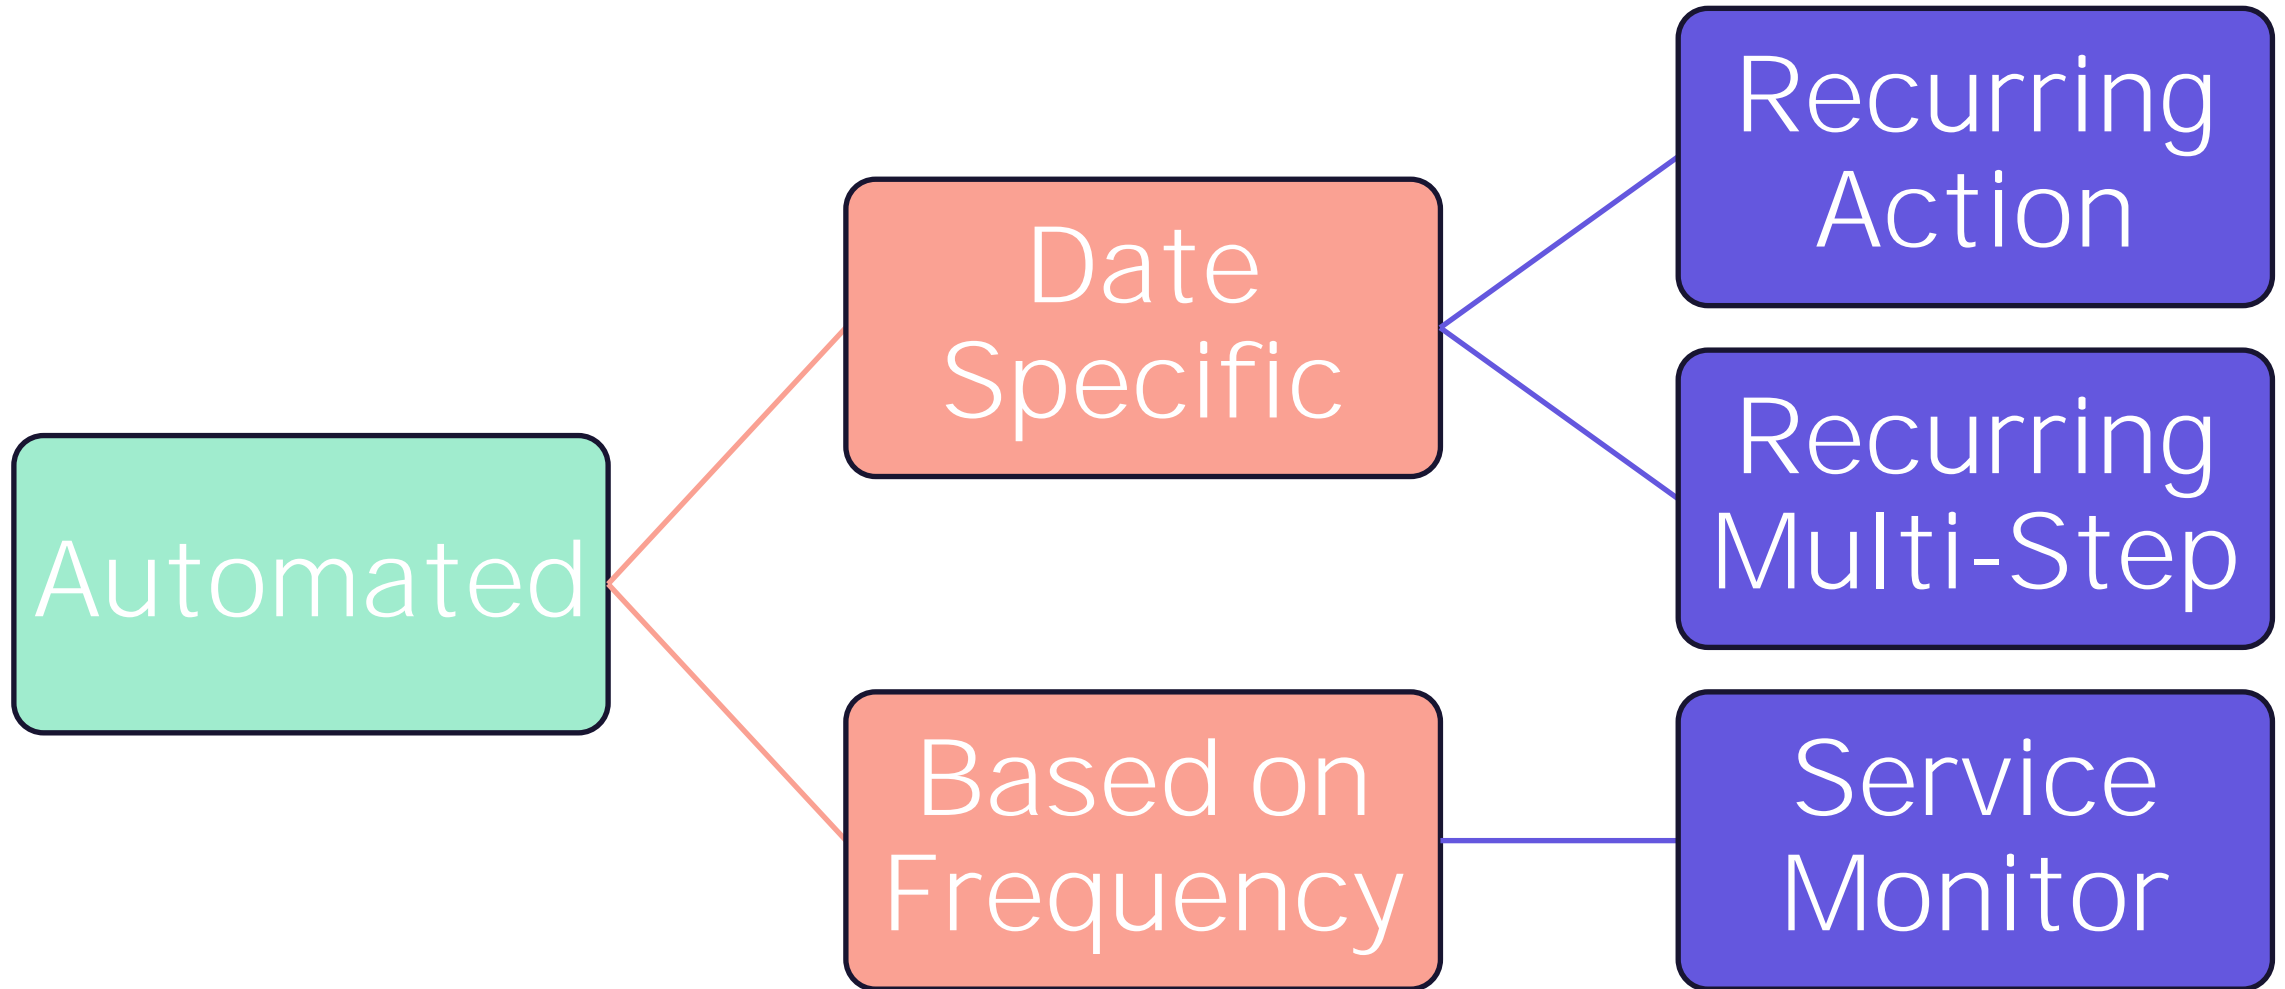 Automated
Date
Specific
Based on
Frequency
Recurring
Action
Recurring
Multi-Step
Service
Monitor